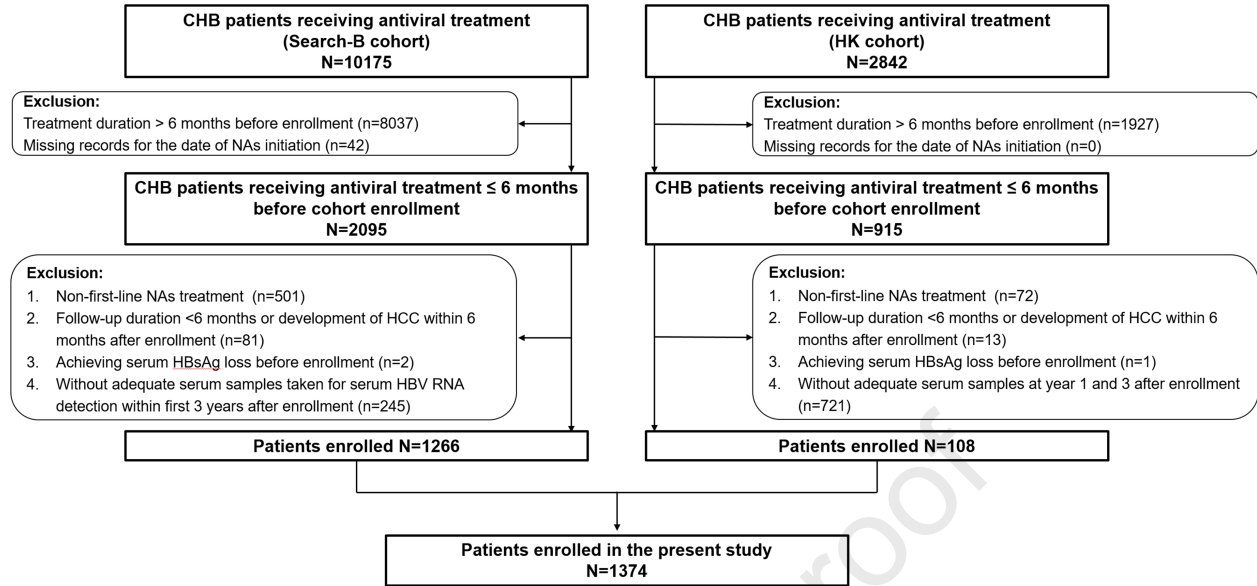 CHB patients receiving antiviral treatment
(Search-B cohort)
N=10175
CHB patients receiving antiviral treatment
(HK cohort)
N=2842
Exclusion:
Treatment duration > 6 months before enrollment (n=8037)
Missing records for the date of NAs initiation (n=42)
Exclusion:
Treatment duration > 6 months before enrollment (n=1927)
Missing records for the date of NAs initiation (n=0)
CHB patients receiving antiviral treatment ≤ 6 months
before cohort enrollment
N=2095
CHB patients receiving antiviral treatment ≤ 6 months
before cohort enrollment
N=915
Exclusion:
1. Non-first-line NAs treatment (n=501)
2. Follow-up duration <6 months or development of HCC within 6
months after enrollment (n=81)
3. Achieving serum HBsAg loss before enrollment (n=2)
4. Without adequate serum samples taken for serum HBV RNA
detection within first 3 years after enrollment (n=245)
Exclusion:
1. Non-first-line NAs treatment (n=72)
2. Follow-up duration <6 months or development of HCC within 6
months after enrollment (n=13)
3. Achieving serum HBsAg loss before enrollment (n=1)
4. Without adequate serum samples at year 1 and 3 after enrollment
(n=721)
Patients enrolled N=1266
Patients enrolled N=108
Patients enrolled in the present study
N=1374
roof